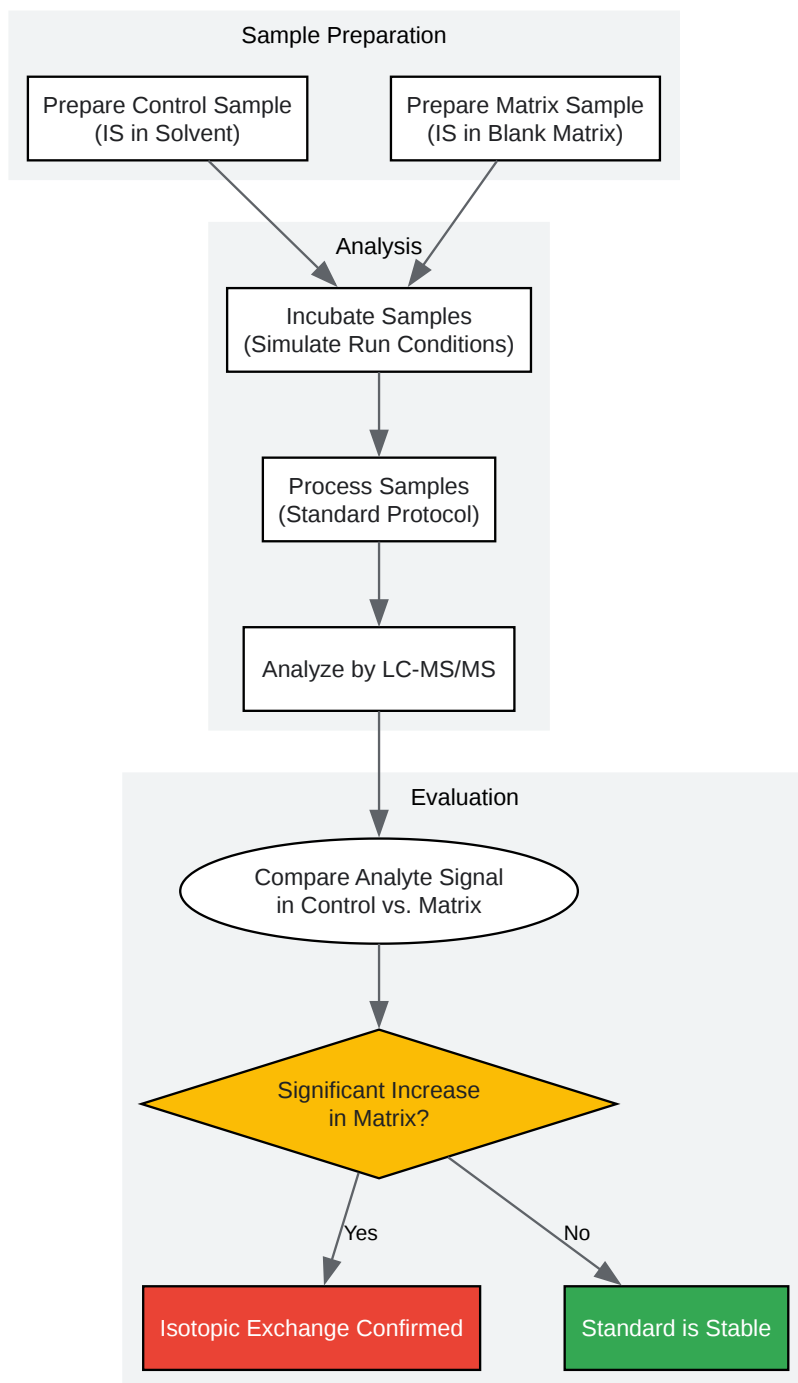 Sample Preparation
Prepare Control Sample
(IS in Solvent)
Prepare Matrix Sample
(IS in Blank Matrix)
Analysis
Incubate Samples
(Simulate Run Conditions)
Process Samples
(Standard Protocol)
Analyze by LC-MS/MS
Evaluation
Compare Analyte Signal
in Control vs. Matrix
Significant Increase
in Matrix?
Yes
No
Isotopic Exchange Confirmed
Standard is Stable